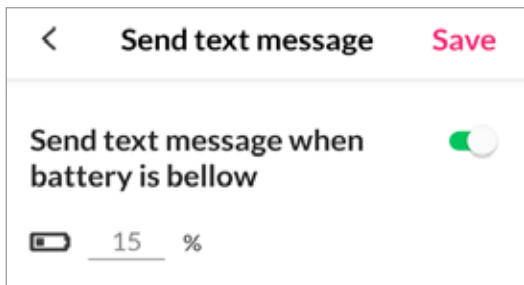 Send text message Save
Send text message when
battery is bellow
15 %